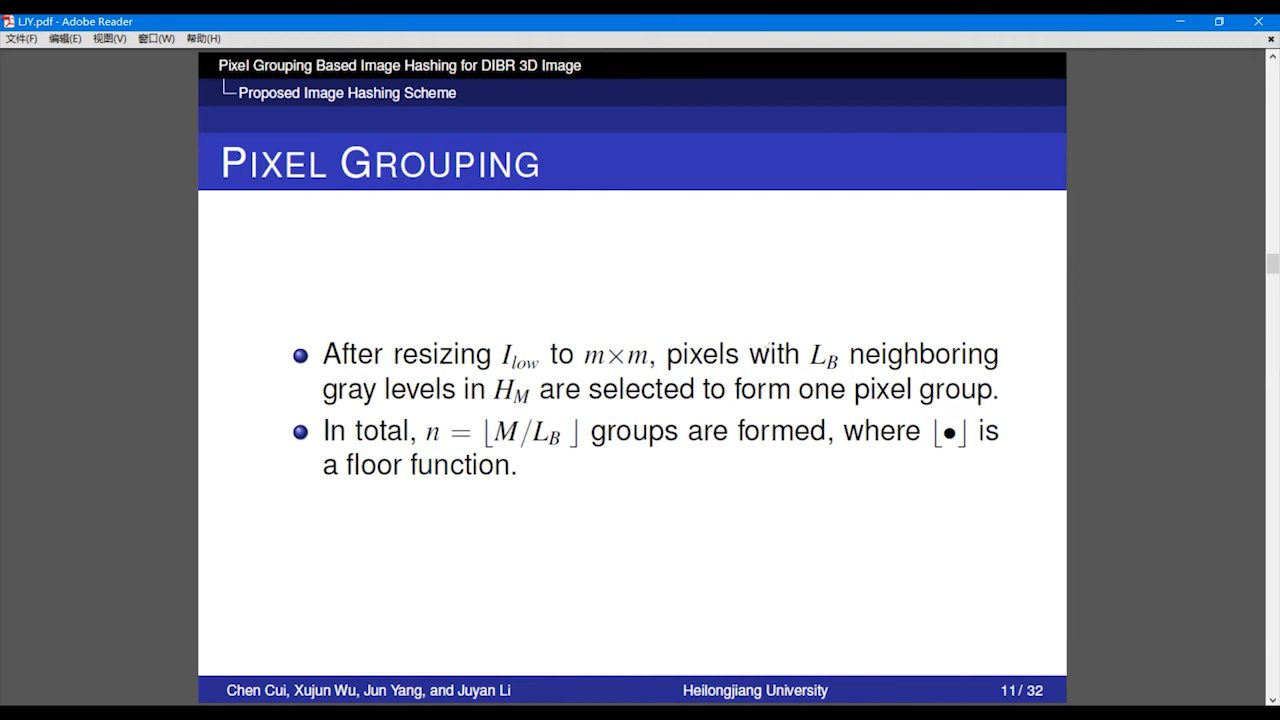 LJY.pdf - Adobe Reader
文件(F) 编辑(E) 视图(V) 窗口(W) 帮助(H)
Pixel Grouping Based Image Hashing for DIBR 3D Image
Proposed Image Hashing Scheme
PIXEL GROUPING
After resizing I_low to m×m, pixels with L_B neighboring
gray levels in H_M are selected to form one pixel group.
In total, n = ⌊M/L_B ⌋ groups are formed, where ⌊•⌋ is
a floor function.
Chen Cui, Xujun Wu, Jun Yang, and Juyan Li Heilongjiang University 11/ 32